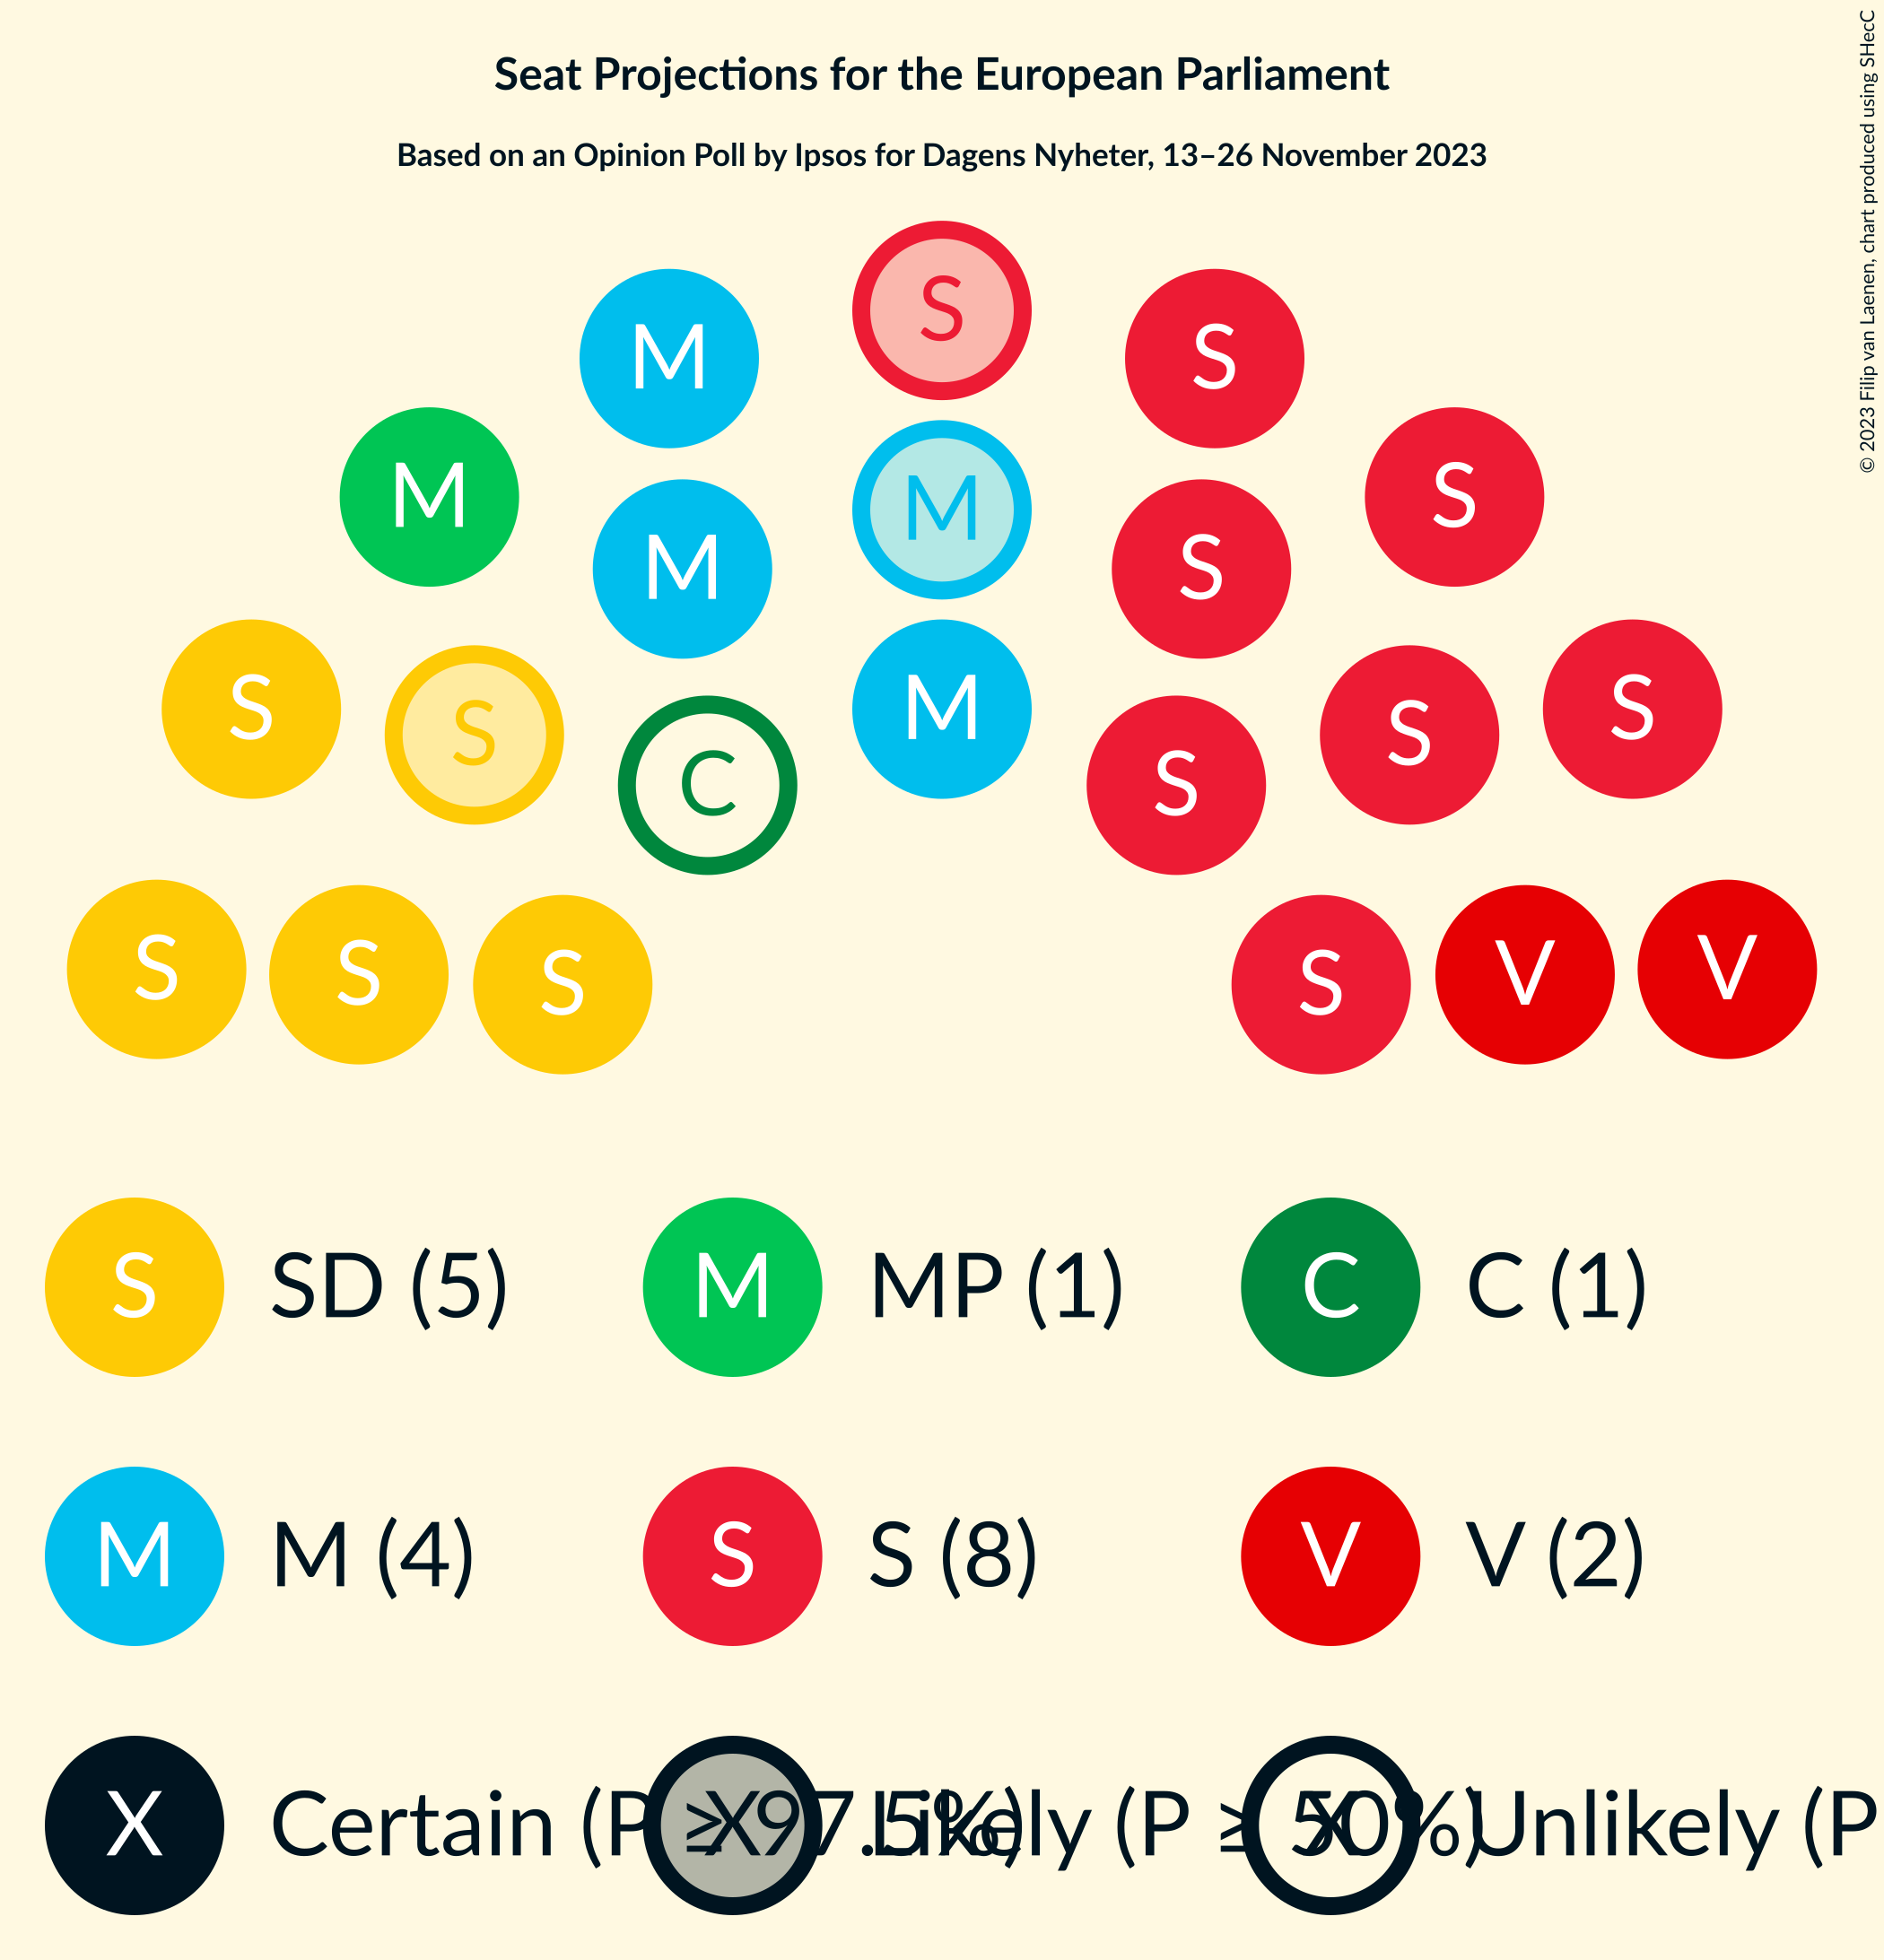 Seat Projections for the European Parliament
Based on an Opinion Poll by Ipsos for Dagens Nyheter, 13–26 November 2023
© 2023 Filip van Laenen, chart produced using SHecC
S
M S
M S
M
M S
S S
S S
M
C S
S S
S S S V
S V
S SD (5) M MP (1) C C (1)
M M (4) S S (8) V V (2)
X Certain (P ≥ 97.5%) X Likely (P ≥ 50%) X Unlikely (P